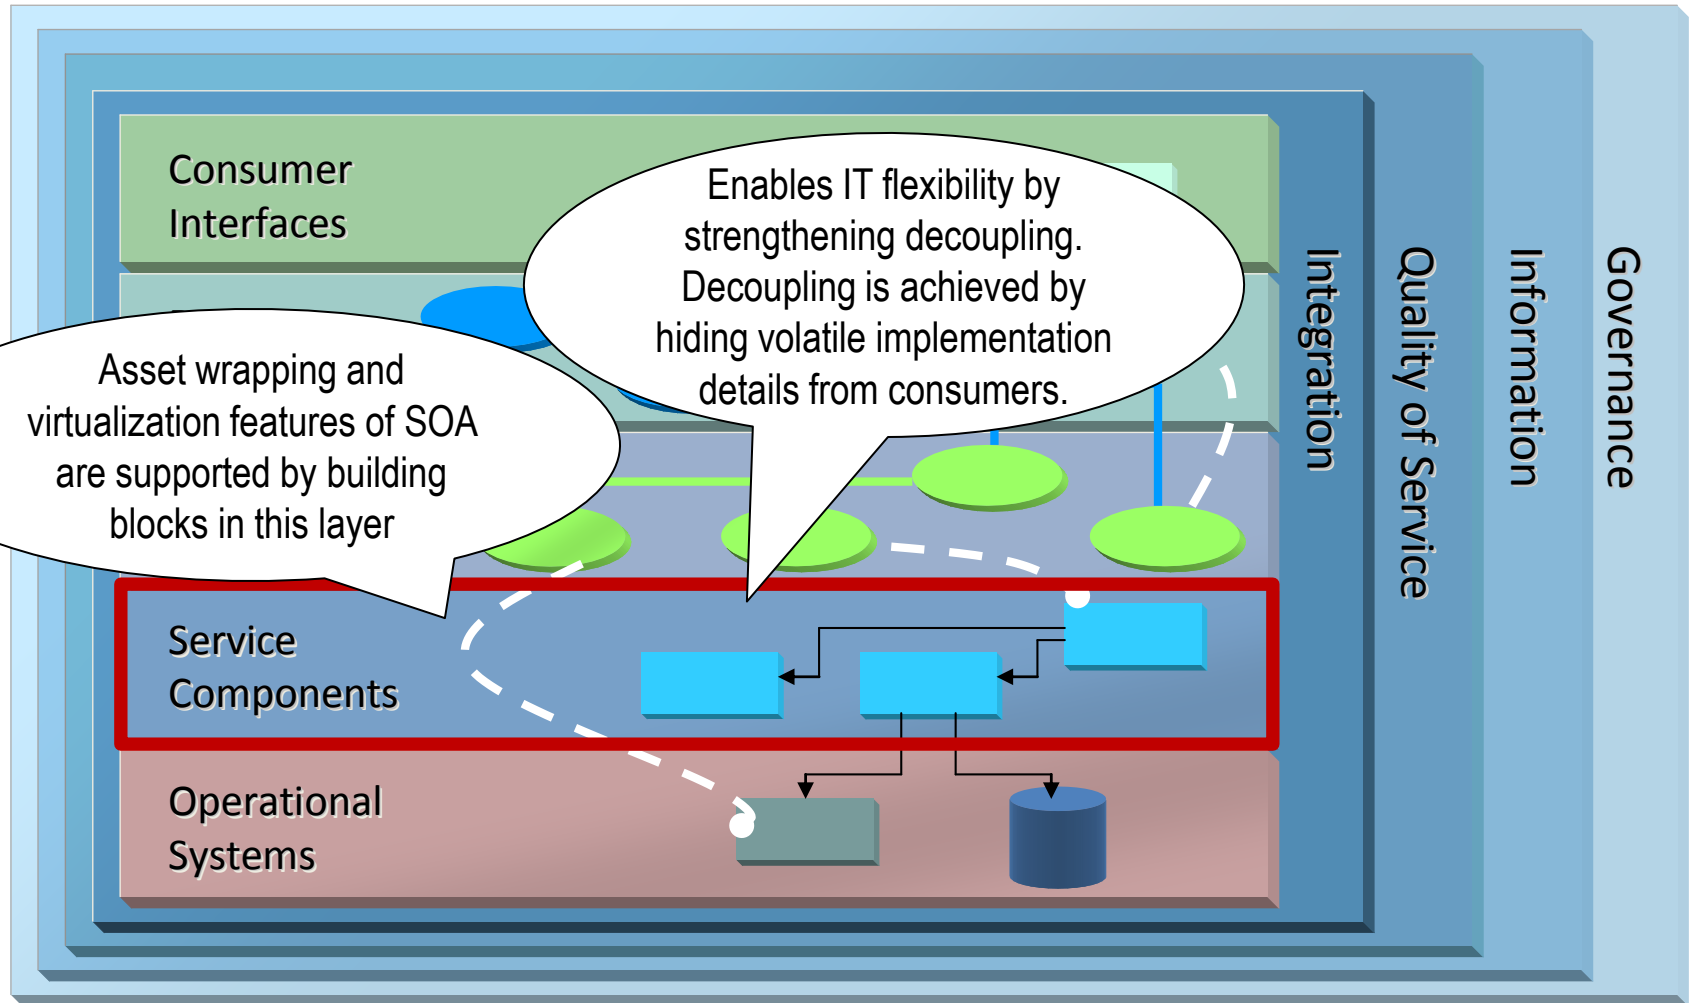 Consumer
Interfaces
Enables IT flexibility by
strengthening decoupling.
Decoupling is achieved by
hiding volatile implementation
details from consumers.
Asset wrapping and
virtualization features of SOA
are supported by building
blocks in this layer
Service
Components
Operational
Systems
Integration
Quality of Service
Information
Governance